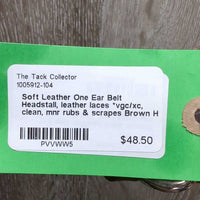 The Tack Collector
1005912-104
Soft Leather One Ear Belt
Headstall, leather laces *vgc/xc,
clean, mnr rubs & scrapes Brown H
PVVWW5
$48.50